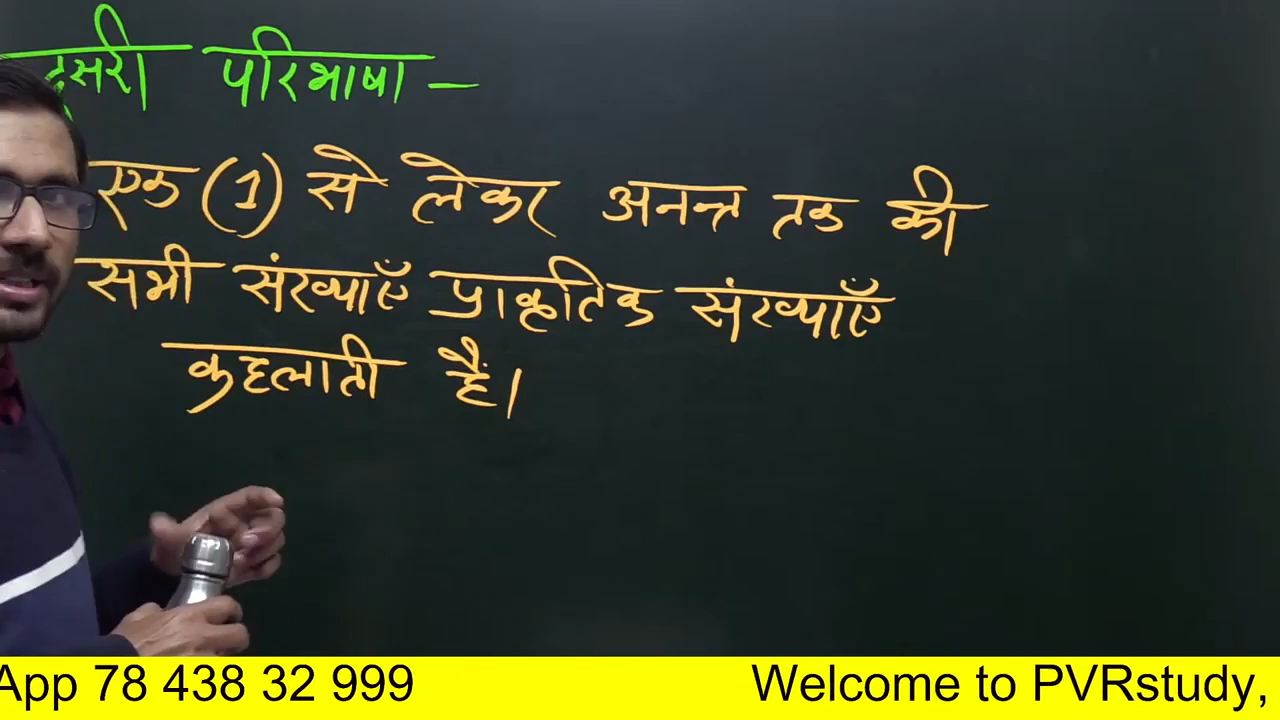 दूसरी परिभाषा -
एक (1) से लेकर अनन्त तक की
सभी संख्याएँ प्राकृतिक संख्याएँ
कहलाती हैं।
App 78 438 32 999 Welcome to PVRstudy,